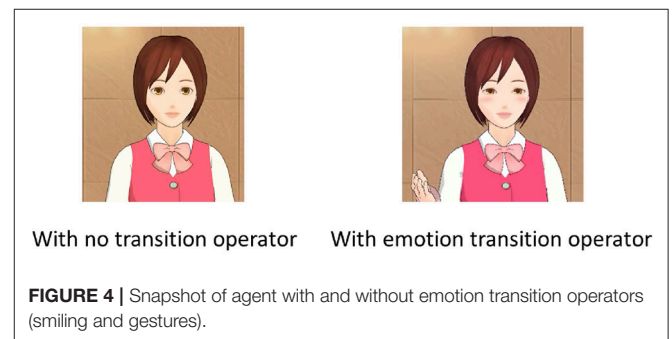 With no transition operator
With emotion transition operator
FIGURE 4 | Snapshot of agent with and without emotion transition operators
(smiling and gestures).